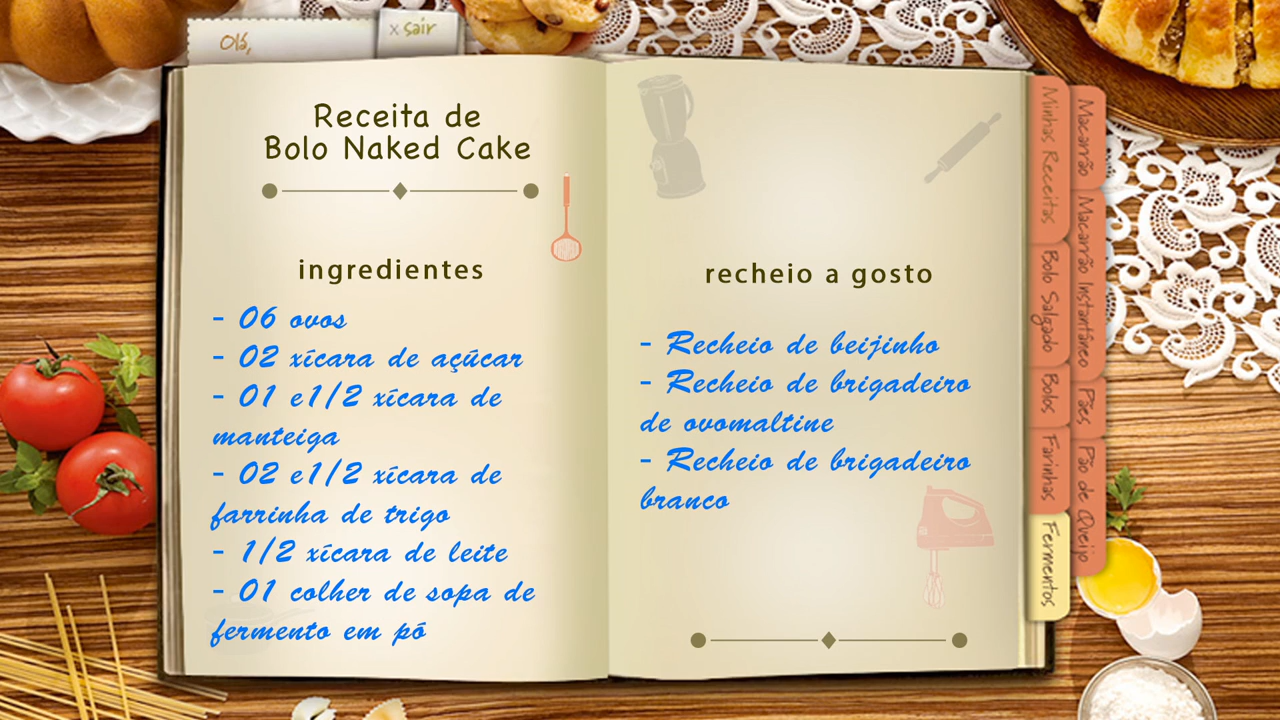 Olá,
x sair
Receita de
Bolo Naked Cake
ingredientes
- 06 ovos
- 02 xícara de açúcar
- 01 e1/2 xícara de
manteiga
- 02 e1/2 xícara de
farrinha de trigo
- 1/2 xícara de leite
- 01 colher de sopa de
fermento em pó
recheio a gosto
- Recheio de beijinho
- Recheio de brigadeiro
de ovomaltine
- Recheio de brigadeiro
branco
Minhas Receitas
Bolo Salgado
Bolos
Farinhas
Fermentos
Macarrão
Macarrão Instantâneo
Pães
Pão de Queijo